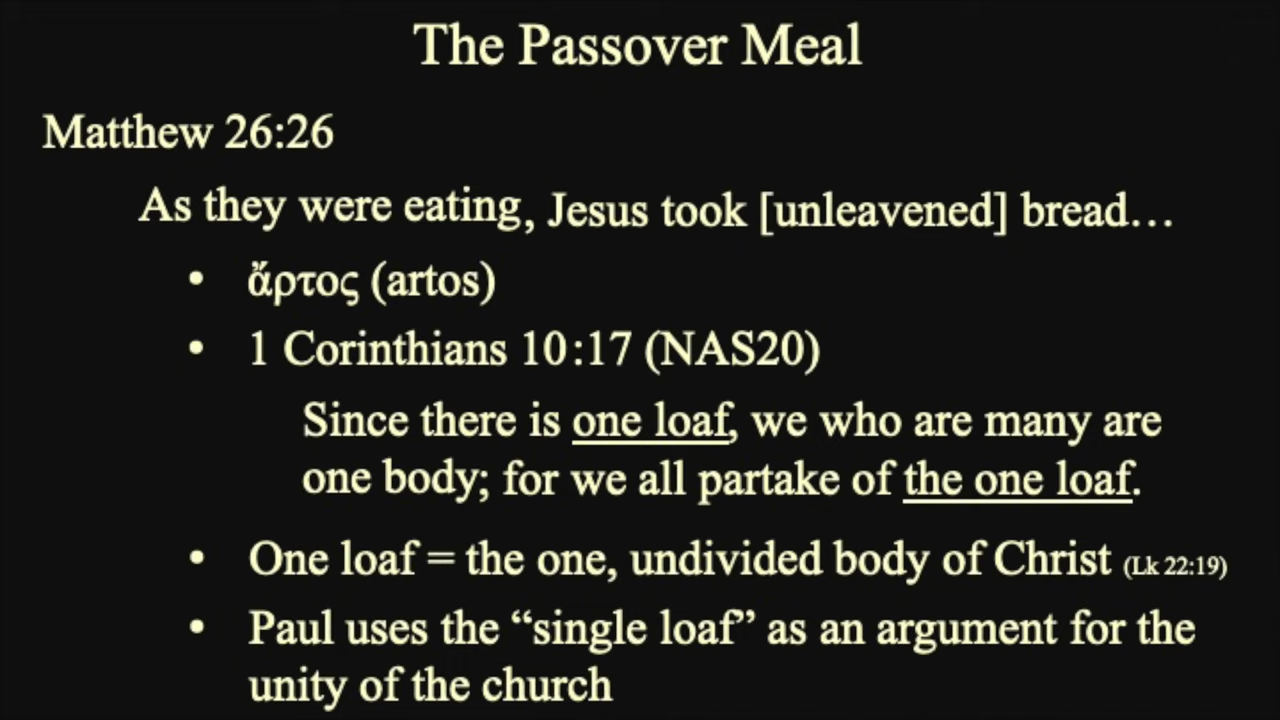 The Passover Meal
Matthew 26:26
As they were eating, Jesus took [unleavened] bread…
• ἄρτος (artos)
• 1 Corinthians 10:17 (NAS20)
Since there is one loaf, we who are many are
one body; for we all partake of the one loaf.
• One loaf = the one, undivided body of Christ (Lk 22:19)
• Paul uses the “single loaf” as an argument for the
unity of the church